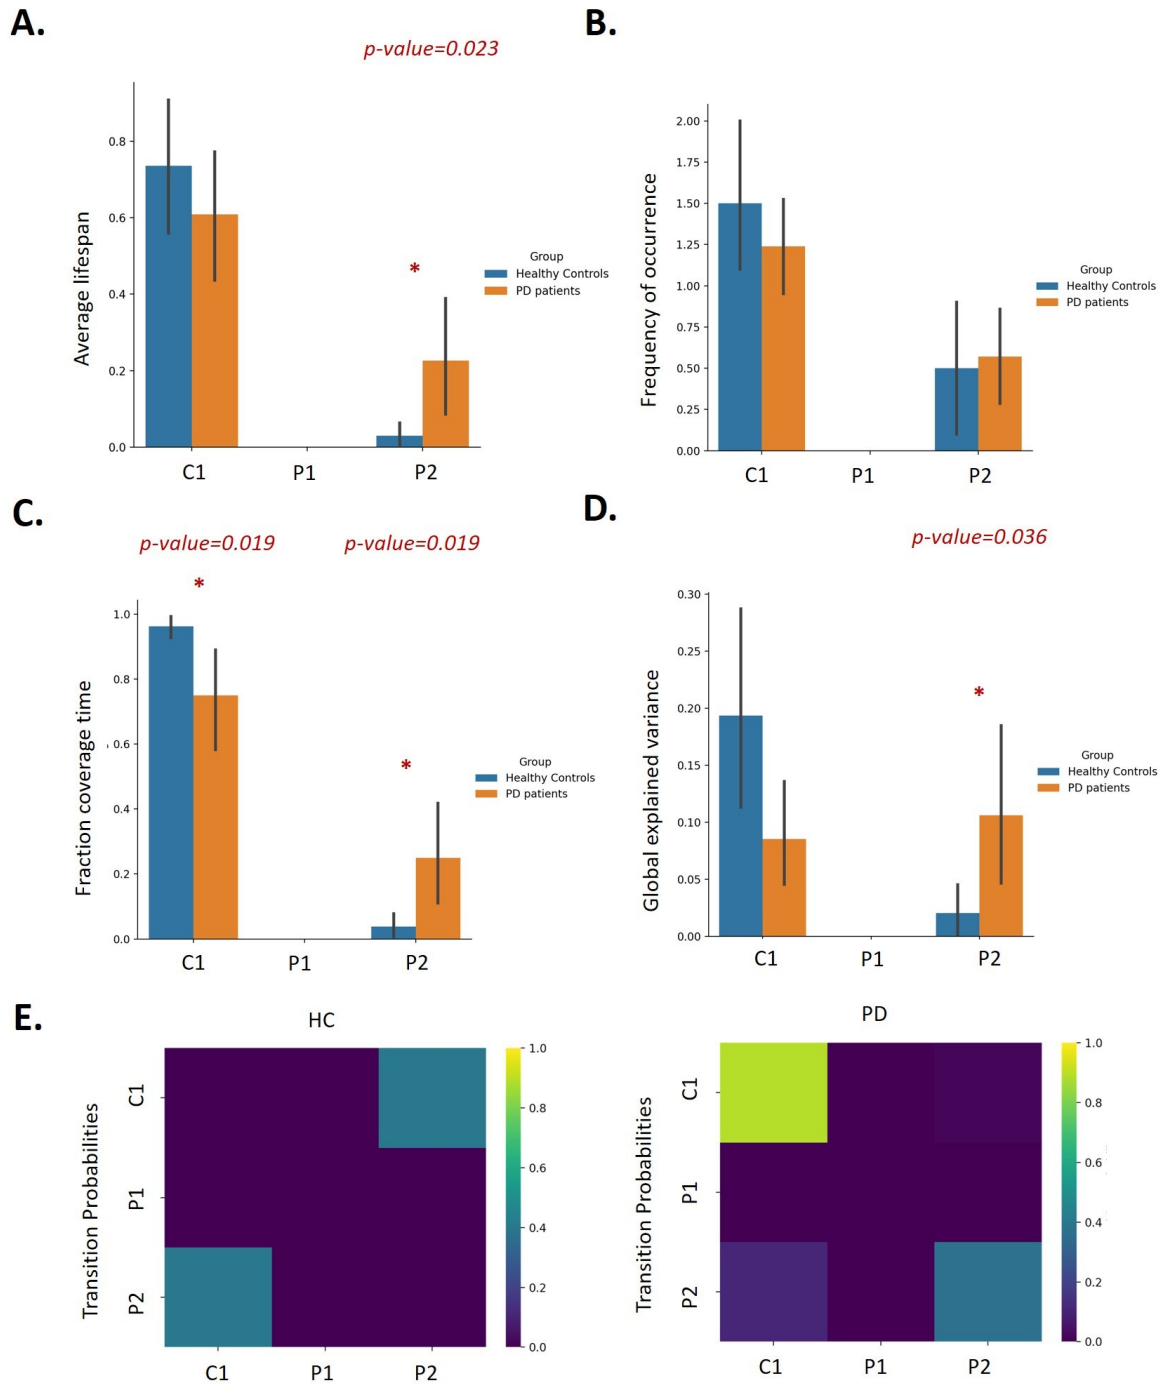 A.
p-value=0.023
Average lifespan
0.8
0.6
0.4
0.2
0.0
*
C1 P1 P2
Group
Healthy Controls
PD patients
B.
Frequency of occurrence
2.00
1.75
1.50
1.25
1.00
0.75
0.50
0.25
0.00
C1 P1 P2
Group
Healthy Controls
PD patients
C.
p-value=0.019 p-value=0.019
*
Fraction coverage time
1.0
0.8
0.6
0.4
0.2
0.0
*
C1 P1 P2
Group
Healthy Controls
PD patients
D.
p-value=0.036
Global explained variance
0.30
0.25
0.20
0.15
0.10
0.05
0.00
*
C1 P1 P2
Group
Healthy Controls
PD patients
E.
HC
Transition Probabilities
C1
P1
P2
C1 P1 P2
1.0
0.8
0.6
0.4
0.2
0.0
PD
Transition Probabilities
C1
P1
P2
C1 P1 P2
1.0
0.8
0.6
0.4
0.2
0.0